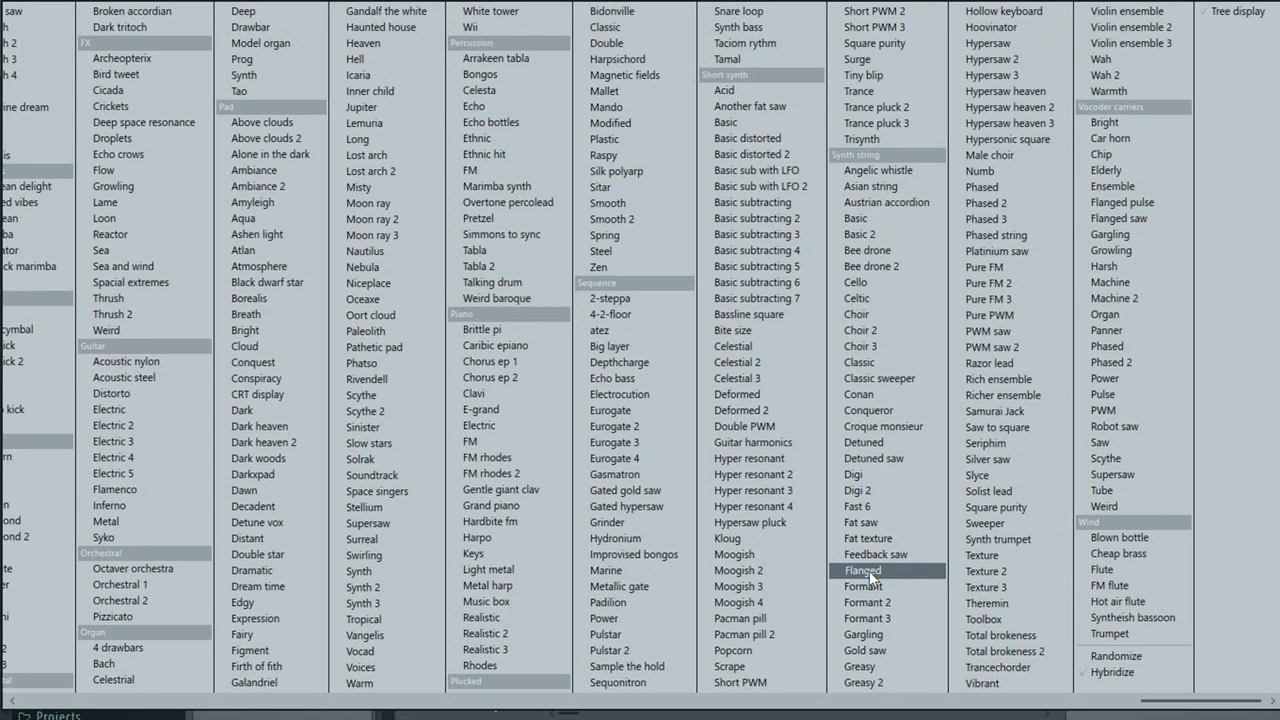 saw
h
h 2
h 3
h 4
ine dream
is
s
ean delight
ed vibes
ean
ba
ator
ck marimba
cymbal
ick
ick 2
p kick
rn
ond
ond 2
ite
er
ni
s
s 2
tal
Broken accordian
Dark tritoch
FX
Archeopterix
Bird tweet
Cicada
Crickets
Deep space resonance
Droplets
Echo crows
Flow
Growling
Lame
Loon
Reactor
Sea
Sea and wind
Spacial extremes
Thrush
Thrush 2
Weird
Guitar
Acoustic nylon
Acoustic steel
Distorto
Electric
Electric 2
Electric 3
Electric 4
Electric 5
Flamenco
Inferno
Metal
Syko
Orchestral
Octaver orchestra
Orchestral 1
Orchestral 2
Pizzicato
Organ
4 drawbars
Bach
Celestrial
Deep
Drawbar
Model organ
Prog
Synth
Tao
Pad
Above clouds
Above clouds 2
Alone in the dark
Ambiance
Ambiance 2
Amyleigh
Aqua
Ashen light
Atlan
Atmosphere
Black dwarf star
Borealis
Breath
Bright
Cloud
Conquest
Conspiracy
CRT display
Dark
Dark heaven
Dark heaven 2
Dark woods
Darkxpad
Dawn
Decadent
Detune vox
Distant
Double star
Dramatic
Dream time
Edgy
Expression
Fairy
Figment
Firth of fifth
Galandriel
Gandalf the white
Haunted house
Heaven
Hell
Icaria
Inner child
Jupiter
Lemuria
Long
Lost arch
Lost arch 2
Misty
Moon ray
Moon ray 2
Moon ray 3
Nautilus
Nebula
Niceplace
Oceaxe
Oort cloud
Paleolith
Pathetic pad
Phatso
Rivendell
Scythe
Scythe 2
Sinister
Slow stars
Solrak
Soundtrack
Space singers
Stellium
Supersaw
Surreal
Swirling
Synth
Synth 2
Synth 3
Tropical
Vangelis
Vocad
Voices
Warm
White tower
Wii
Percussion
Arrakeen tabla
Bongos
Celesta
Echo
Echo bottles
Ethnic
Ethnic hit
FM
Marimba synth
Overtone percolead
Pretzel
Simmons to sync
Tabla
Tabla 2
Talking drum
Weird baroque
Piano
Brittle pi
Caribic epiano
Chorus ep 1
Chorus ep 2
Clavi
E-grand
Electric
FM
FM rhodes
FM rhodes 2
Gentle giant clav
Grand piano
Hardbite fm
Harpo
Keys
Light metal
Metal harp
Music box
Realistic
Realistic 2
Realistic 3
Rhodes
Plucked
Bidonville
Classic
Double
Harpsichord
Magnetic fields
Mallet
Mando
Modified
Plastic
Raspy
Silk polyarp
Sitar
Smooth
Smooth 2
Spring
Steel
Zen
Sequence
2-steppa
4-2-floor
atez
Big layer
Depthcharge
Echo bass
Electrocution
Eurogate
Eurogate 2
Eurogate 3
Eurogate 4
Gasmatron
Gated gold saw
Gated hypersaw
Grinder
Hydronium
Improvised bongos
Marine
Metallic gate
Padilion
Power
Pulstar
Pulstar 2
Sample the hold
Sequonitron
Snare loop
Synth bass
Taciom rythm
Tamal
Short synth
Acid
Another fat saw
Basic
Basic distorted
Basic distorted 2
Basic sub with LFO
Basic sub with LFO 2
Basic subtracting
Basic subtracting 2
Basic subtracting 3
Basic subtracting 4
Basic subtracting 5
Basic subtracting 6
Basic subtracting 7
Bassline square
Bite size
Celestial
Celestial 2
Celestial 3
Deformed
Deformed 2
Double PWM
Guitar harmonics
Hyper resonant
Hyper resonant 2
Hyper resonant 3
Hyper resonant 4
Hypersaw pluck
Kloug
Moogish
Moogish 2
Moogish 3
Moogish 4
Pacman pill
Pacman pill 2
Popcorn
Scrape
Short PWM
Short PWM 2
Short PWM 3
Square purity
Surge
Tiny blip
Trance
Trance pluck 2
Trance pluck 3
Trisynth
Synth string
Angelic whistle
Asian string
Austrian accordion
Basic
Basic 2
Bee drone
Bee drone 2
Cello
Celtic
Choir
Choir 2
Choir 3
Classic
Classic sweeper
Conan
Conqueror
Croque monsieur
Detuned
Detuned saw
Digi
Digi 2
Fast 6
Fat saw
Fat texture
Feedback saw
Flanged
Formant
Formant 2
Formant 3
Gargling
Gold saw
Greasy
Greasy 2
Hollow keyboard
Hoovinator
Hypersaw
Hypersaw 2
Hypersaw 3
Hypersaw heaven
Hypersaw heaven 2
Hypersaw heaven 3
Hypersonic square
Male choir
Numb
Phased
Phased 2
Phased 3
Phased string
Platinium saw
Pure FM
Pure FM 2
Pure FM 3
Pure PWM
PWM saw
PWM saw 2
Razor lead
Rich ensemble
Richer ensemble
Samurai Jack
Saw to square
Seriphim
Silver saw
Slyce
Solist lead
Square purity
Sweeper
Synth trumpet
Texture
Texture 2
Texture 3
Theremin
Toolbox
Total brokeness
Total brokeness 2
Trancechorder
Vibrant
Violin ensemble
Violin ensemble 2
Violin ensemble 3
Wah
Wah 2
Warmth
Vocoder carriers
Bright
Car horn
Chip
Elderly
Ensemble
Flanged pulse
Flanged saw
Gargling
Growling
Harsh
Machine
Machine 2
Organ
Panner
Phased
Phased 2
Power
Pulse
PWM
Robot saw
Saw
Scythe
Supersaw
Tube
Weird
Wind
Blown bottle
Cheap brass
Flute
FM flute
Hot air flute
Syntheish bassoon
Trumpet
Randomize
Hybridize
Tree display
Projects